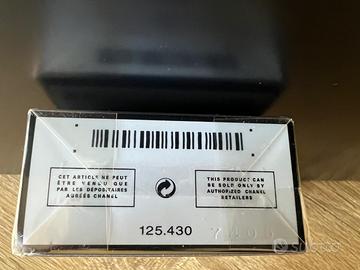 CET ARTICLE NE PEUT
ÊTRE VENDU QUE
PAR LES DÉPOSITAIRES
AGRÉÉS CHANEL
THIS PRODUCT CAN
BE SOLD ONLY BY
AUTHORIZED CHANEL
RETAILERS
125.430
subito